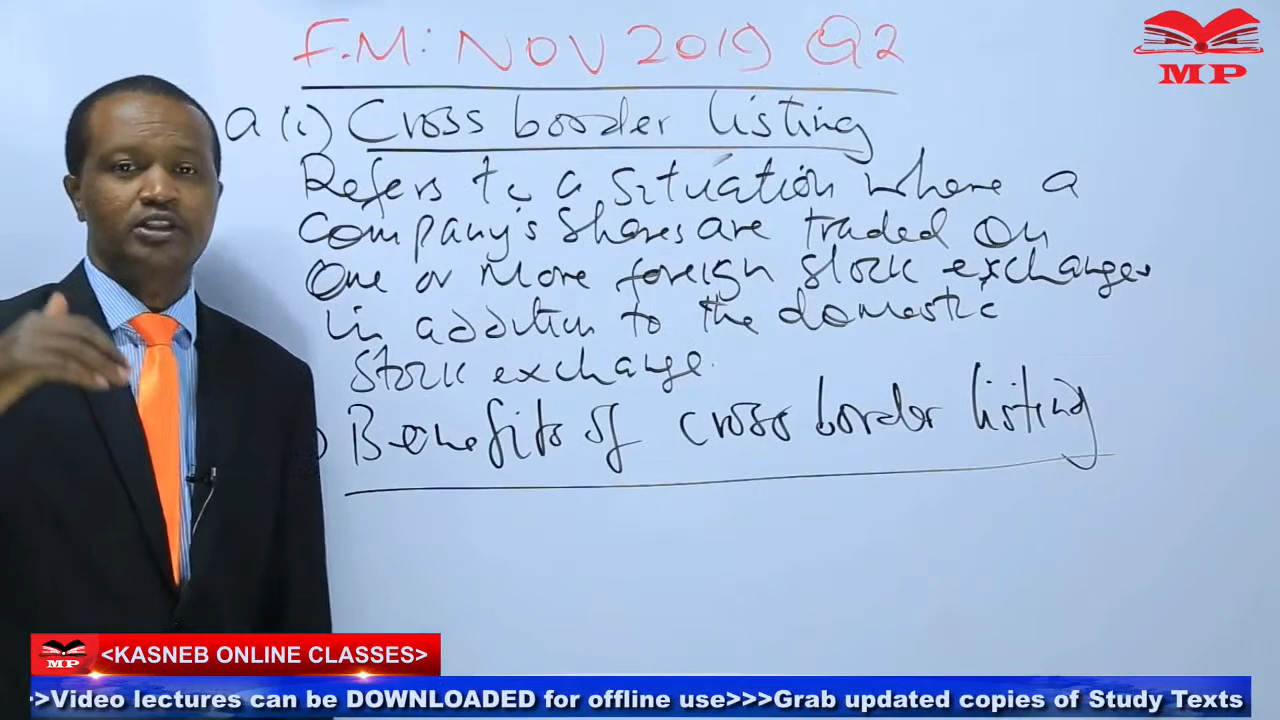 F.M: NOV 2019 Q2
MP
a (i) Cross border listing
Refers to a situation where a
Company's shares are traded on
One or more foreign stock exchanges
in addition to the domestic
stock exchange.
) Benefits of cross border listing
MP <KASNEB ONLINE CLASSES>
>Video lectures can be DOWNLOADED for offline use>>>Grab updated copies of Study Texts